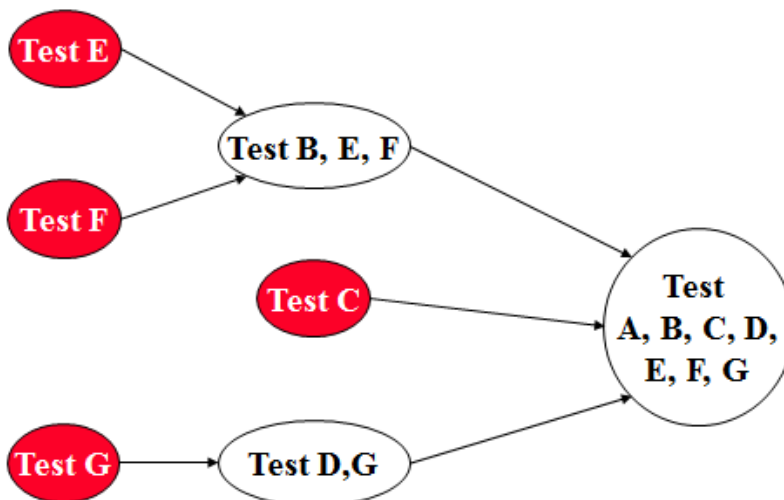 Test E
Test B, E, F
Test F
Test C
Test
A, B, C, D,
E, F, G
Test G
Test D,G